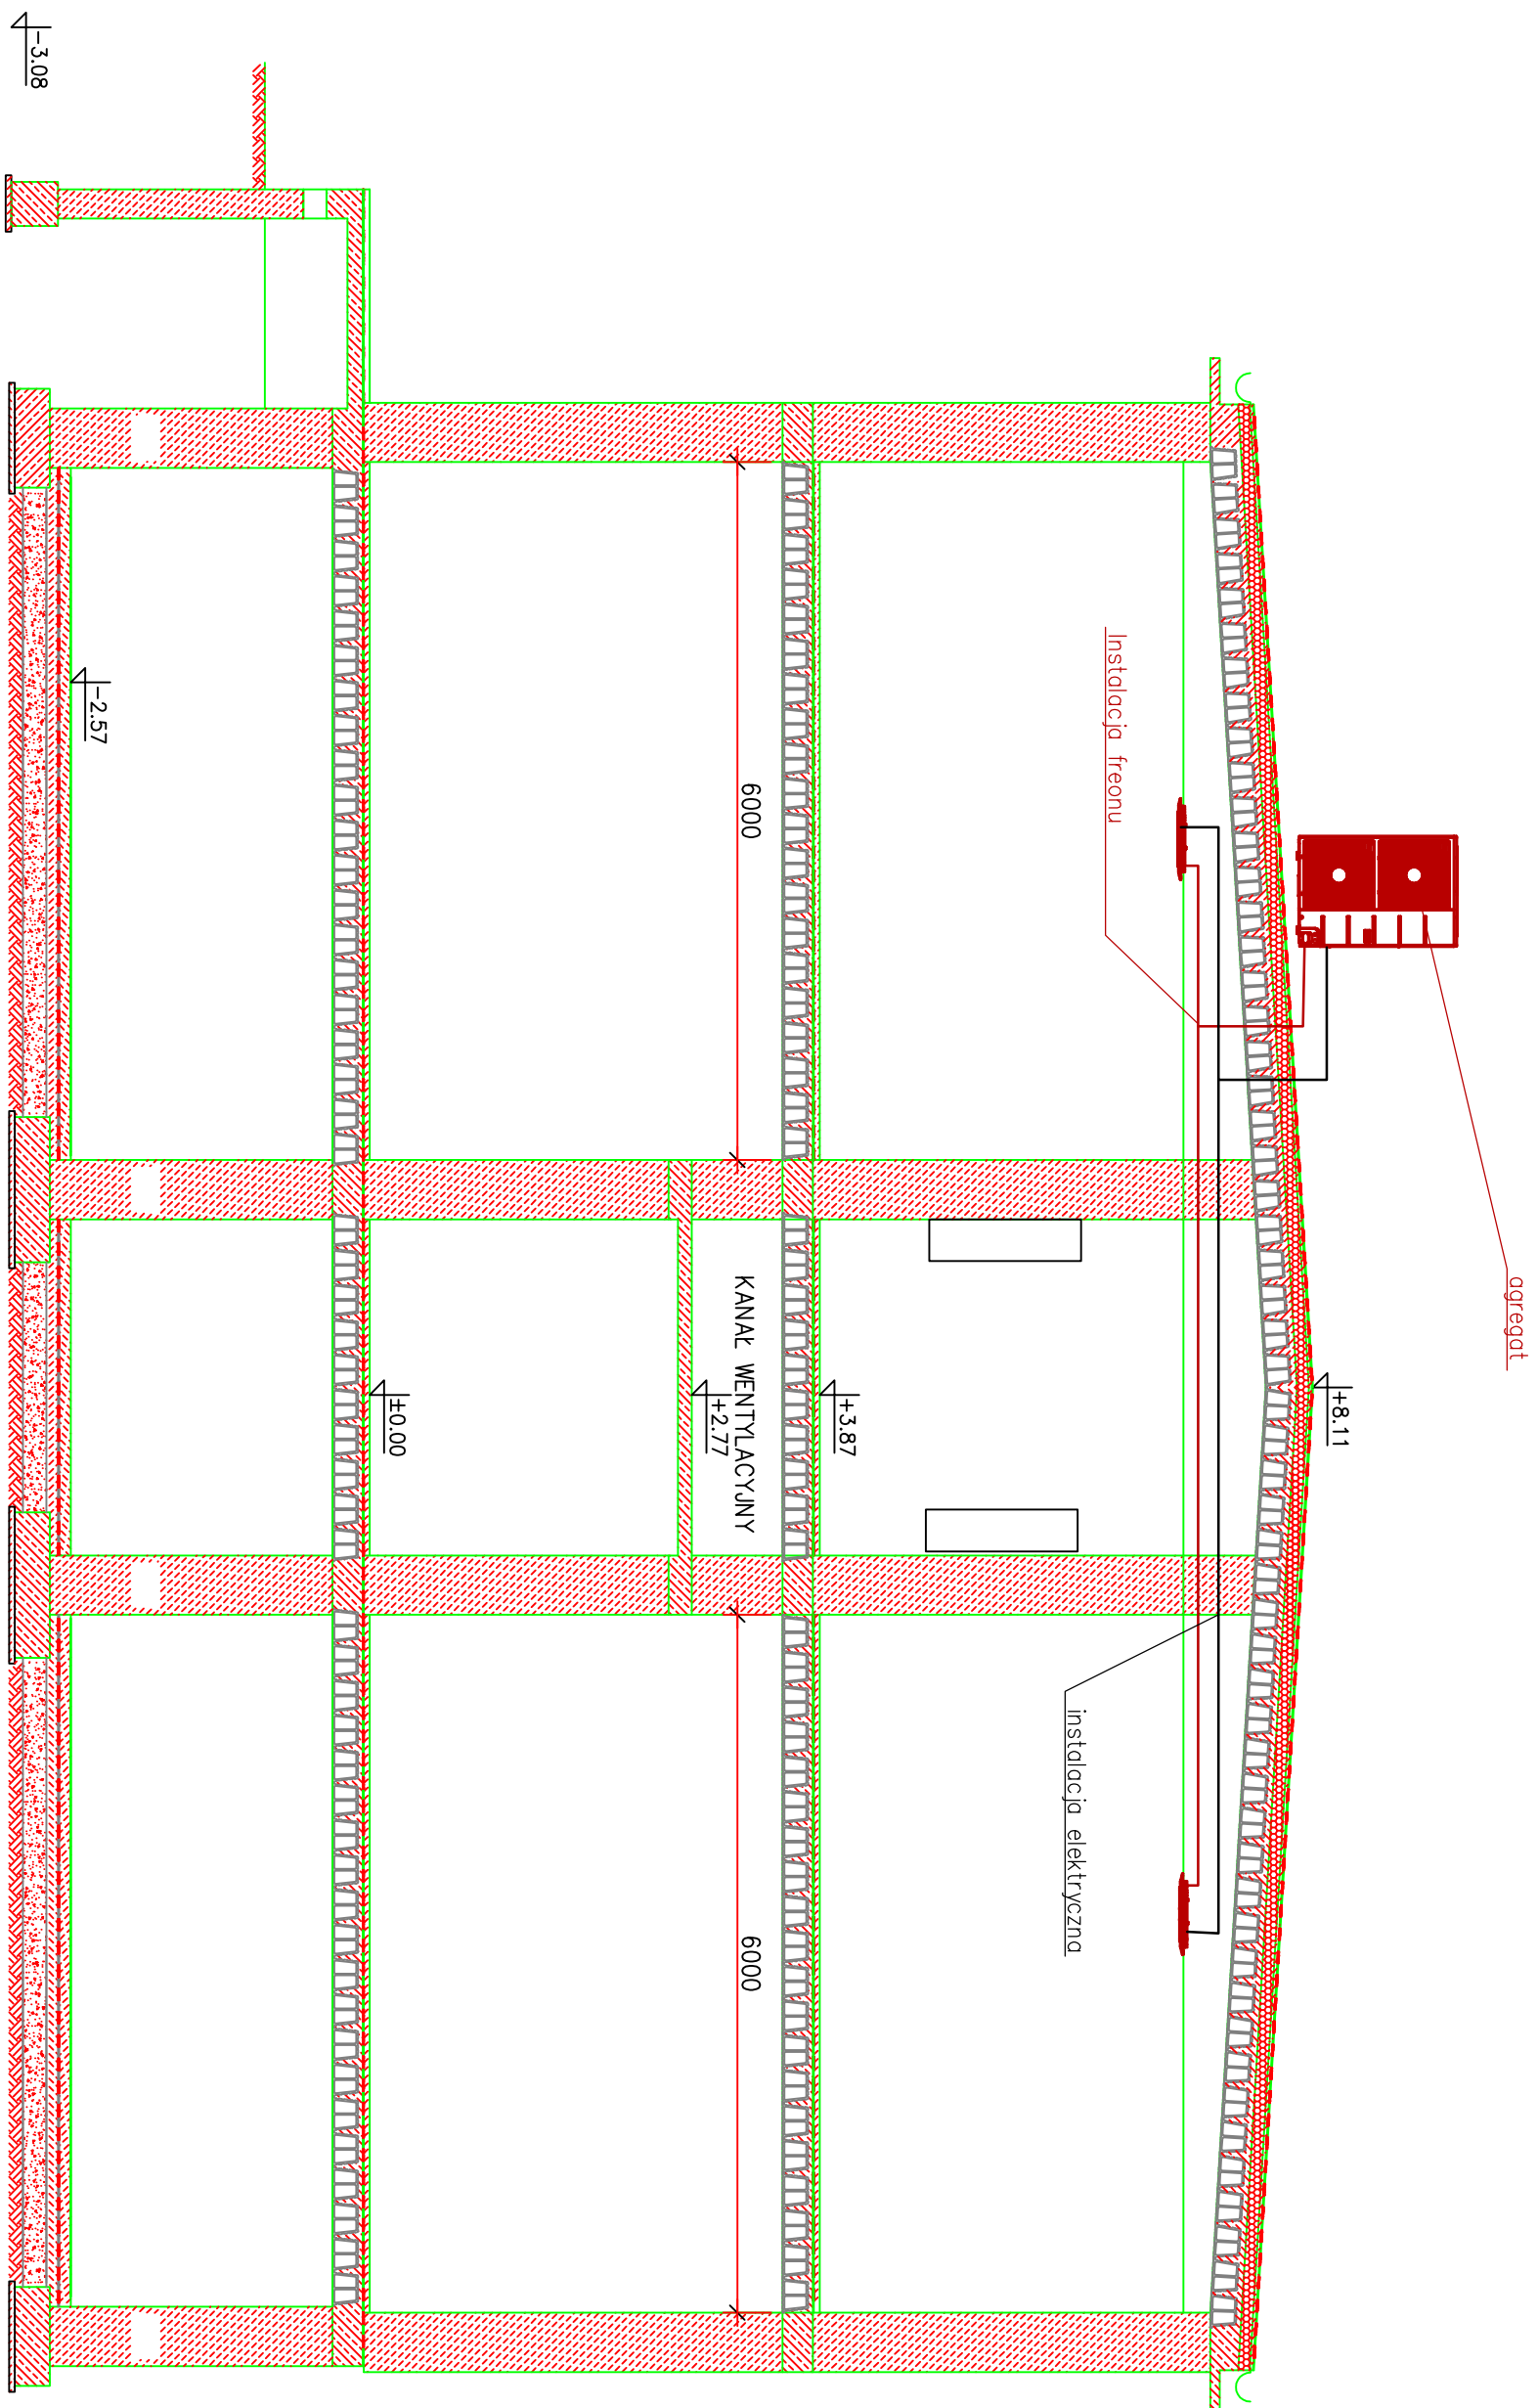 agregat
+8.11
Instalacja freonu
instalacja elektryczna
+3.87
6000
KANAŁ WENTYLACYJNY
6000
+2.77
±0.00
-2.57
-3.08